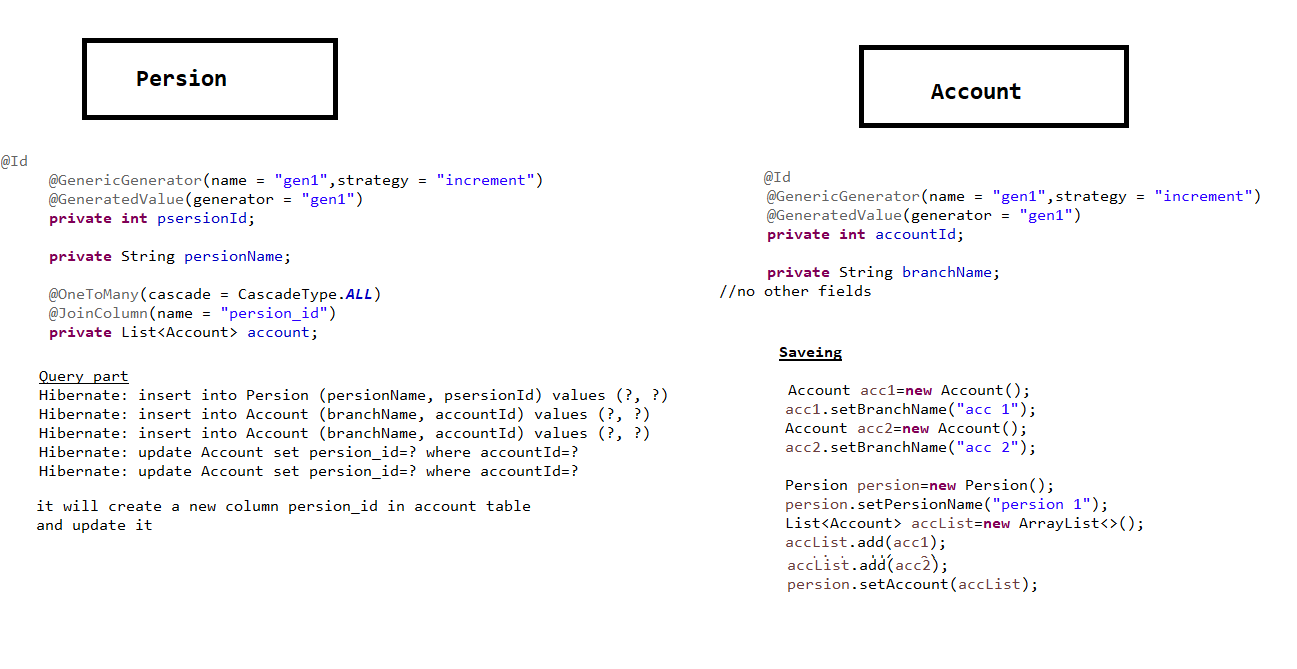 Persion
@Id
@GenericGenerator(name = "gen1",strategy = "increment")
@GeneratedValue(generator = "gen1")
private int psersionId;
private String persionName;
@OneToMany(cascade = CascadeType.ALL)
@JoinColumn(name = "persion_id")
private List<Account> account;
Query part
Hibernate: insert into Persion (persionName, psersionId) values (?, ?)
Hibernate: insert into Account (branchName, accountId) values (?, ?)
Hibernate: insert into Account (branchName, accountId) values (?, ?)
Hibernate: update Account set persion_id=? where accountId=?
Hibernate: update Account set persion_id=? where accountId=?
it will create a new column persion_id in account table
and update it
Account
@Id
@GenericGenerator(name = "gen1",strategy = "increment")
@GeneratedValue(generator = "gen1")
private int accountId;
private String branchName;
//no other fields
Saveing
Account acc1=new Account();
acc1.setBranchName("acc 1");
Account acc2=new Account();
acc2.setBranchName("acc 2");
Persion persion=new Persion();
persion.setPersionName("persion 1");
List<Account> accList=new ArrayList<>();
accList.add(acc1);
accList.add(acc2);
persion.setAccount(accList);